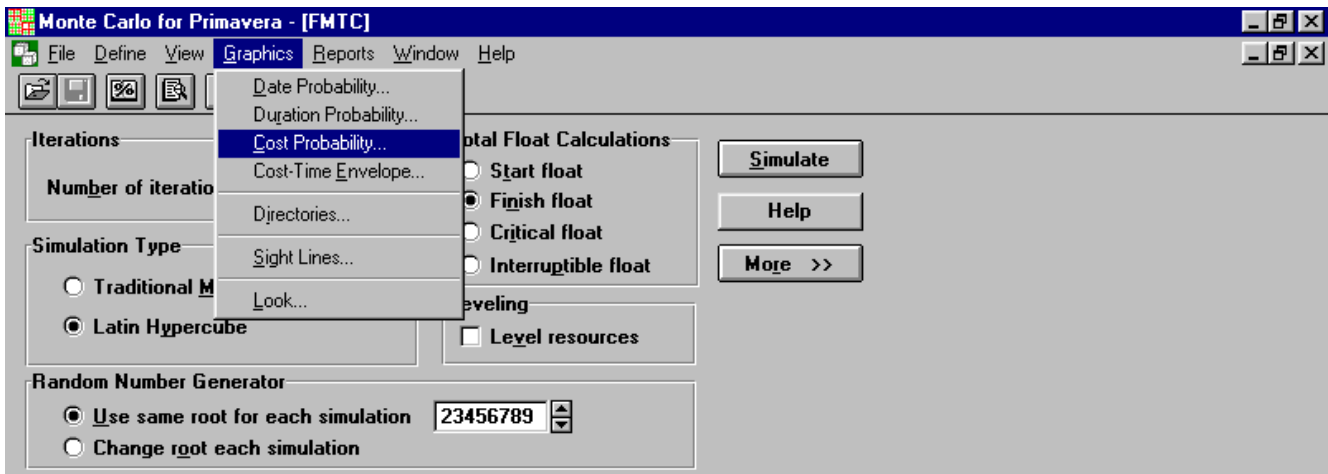 Monte Carlo for Primavera - [FMTC]
File Define View Graphics Reports Window Help
Date Probability...
Duration Probability...
Cost Probability...
Cost-Time Envelope...
Directories...
Sight Lines...
Look...
Iterations
Number of
Simulation Type
Traditional
Latin Hypercube
Float Calculations
Start float
Finish float
Critical float
Interruptible float
Level resources
Simulate
Help
More >>
Random Number Generator
Use same root for each simulation 23456789
Change root each simulation